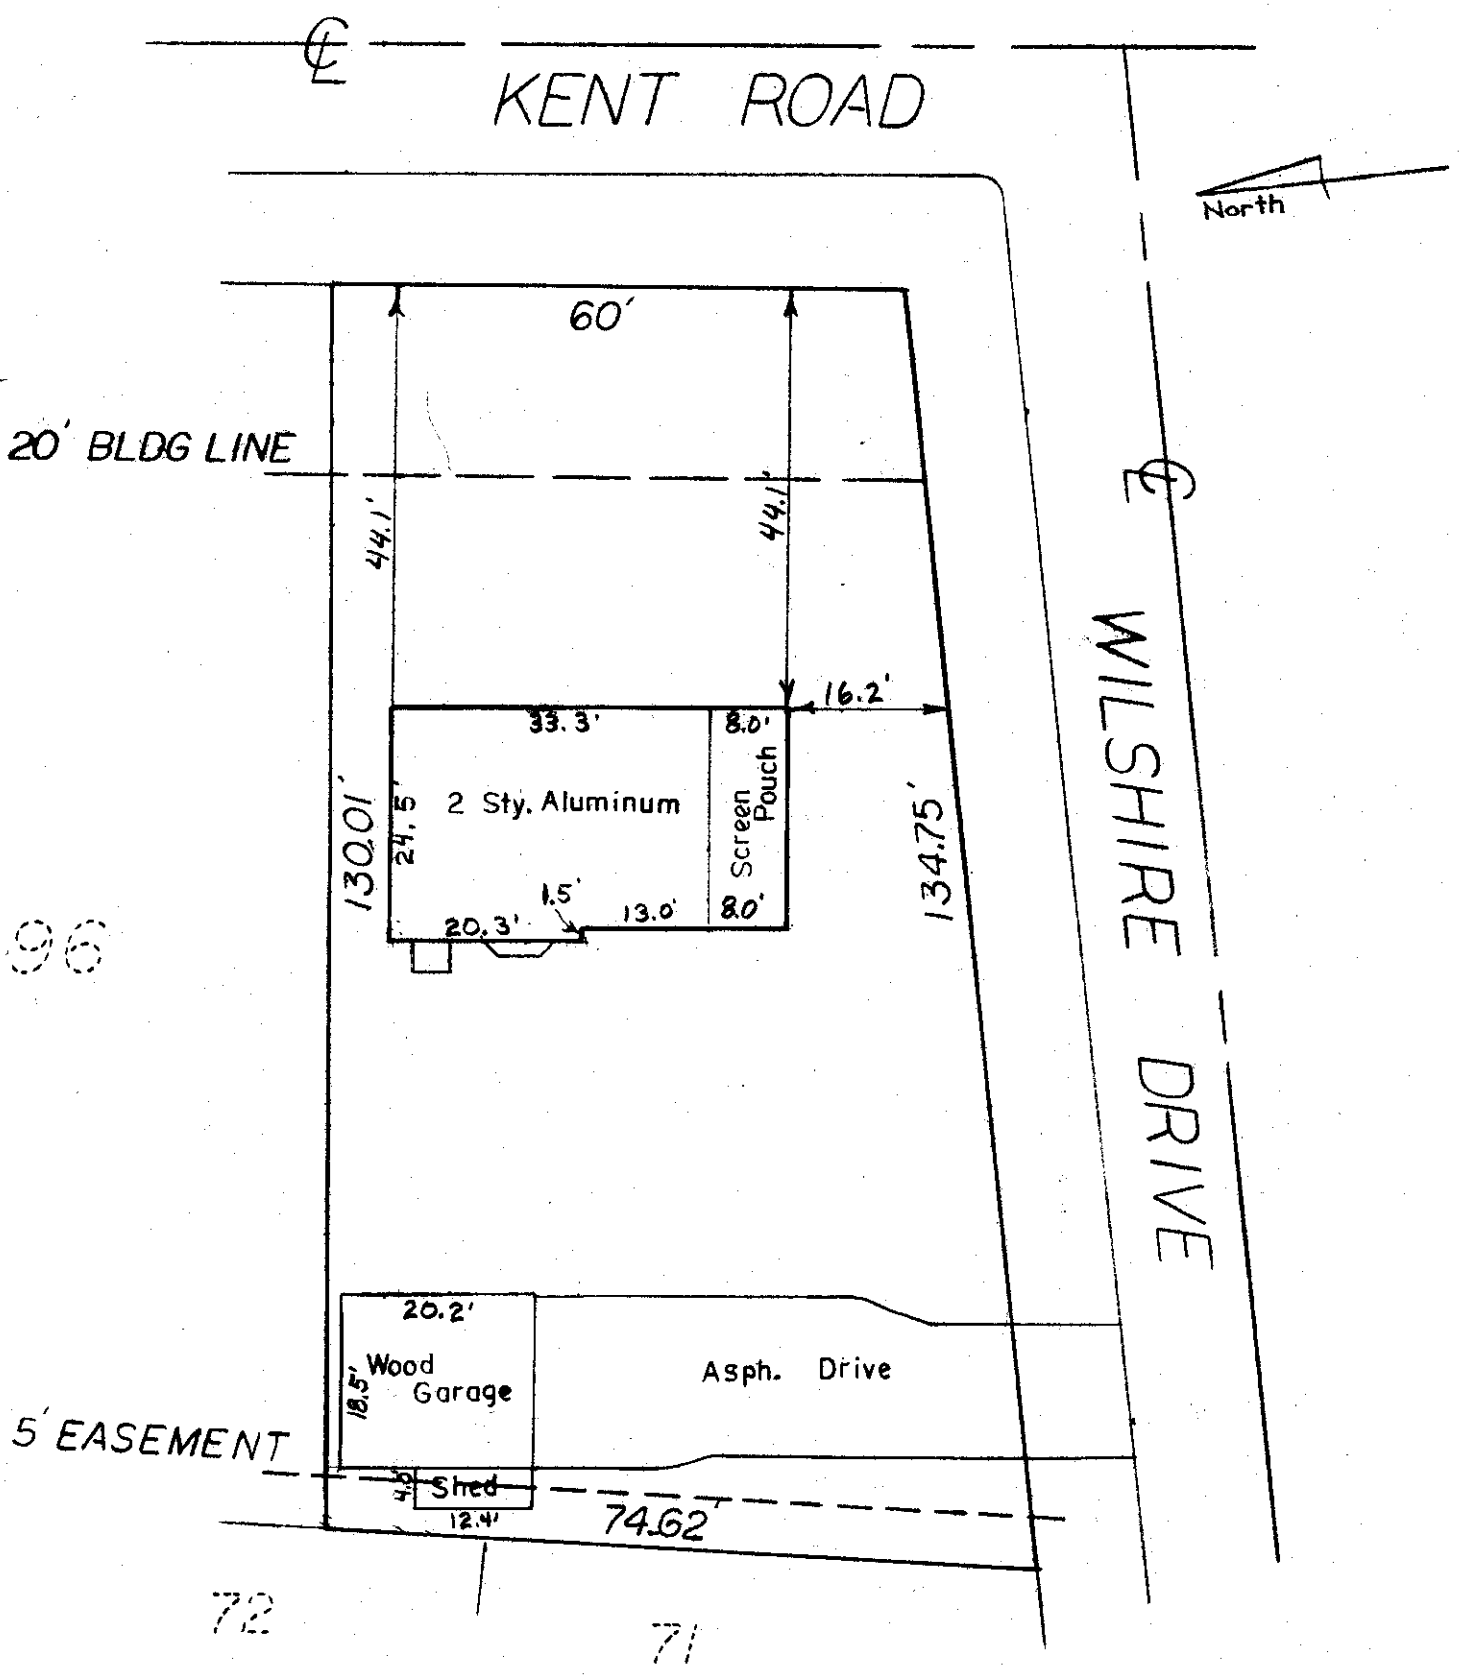 ℄
KENT ROAD
North
60'
20' BLDG LINE
44.1'
44.1'
℄ WILSHIRE DRIVE
16.2'
33.3'
8.0'
2 Sty. Aluminum
Screen
Pouch
24.5'
130.01'
134.75'
1.5'
20.3'
13.0'
8.0'
96
20.2'
Wood
Garage
18.5'
Asph. Drive
5' EASEMENT
Shed
12.4'
74.62'
72
71